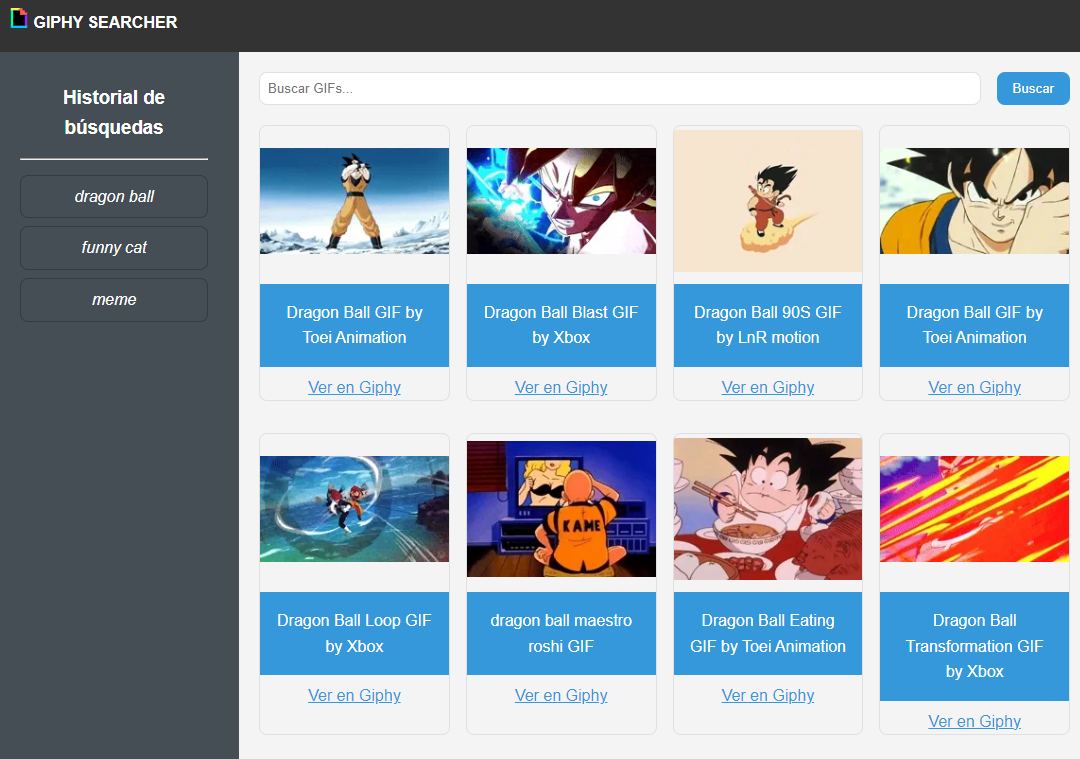 GIPHY SEARCHER
Historial de
búsquedas
dragon ball
funny cat
meme
Buscar GIFs...
Buscar
Dragon Ball GIF by
Toei Animation
Ver en Giphy
Dragon Ball Blast GIF
by Xbox
Ver en Giphy
Dragon Ball 90S GIF
by LnR motion
Ver en Giphy
Dragon Ball GIF by
Toei Animation
Ver en Giphy
Dragon Ball Loop GIF
by Xbox
Ver en Giphy
KAME
dragon ball maestro
roshi GIF
Ver en Giphy
Dragon Ball Eating
GIF by Toei Animation
Ver en Giphy
Dragon Ball
Transformation GIF
by Xbox
Ver en Giphy